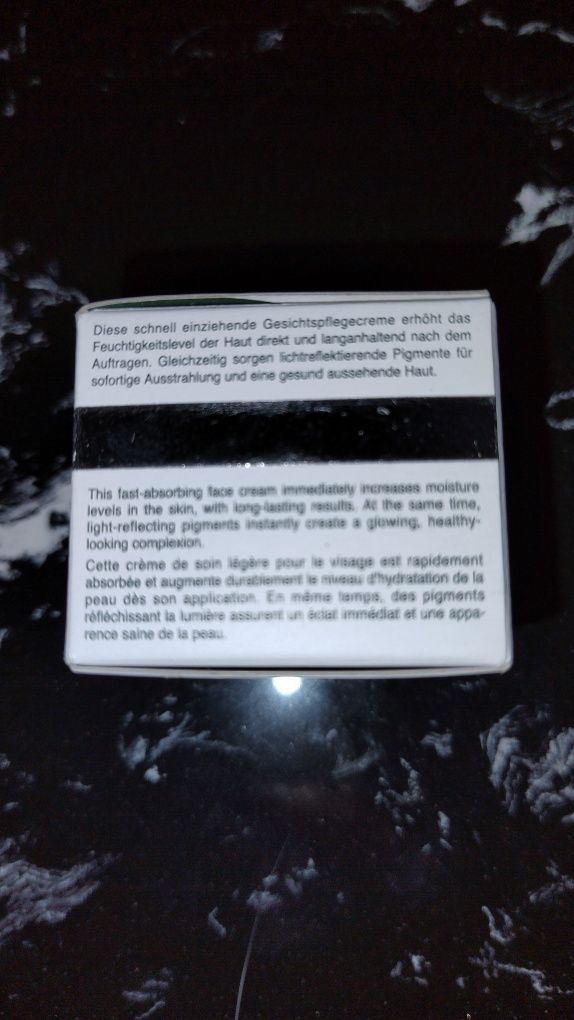 Diese schnell einziehende Gesichtspflegecreme erhöht das
Feuchtigkeitslevel der Haut direkt und langanhaltend nach dem
Auftragen. Gleichzeitig sorgen lichtreflektierende Pigmente für
sofortige Ausstrahlung und eine gesund aussehende Haut.
This fast-absorbing face cream immediately increases moisture
levels in the skin, with long-lasting results. At the same time,
light-reflecting pigments instantly create a glowing, healthy-
looking complexion.
Cette crème de soin légère pour le visage est rapidement
absorbée et augmente durablement le niveau d'hydratation de la
peau dès son application. En même temps, des pigments
réfléchissant la lumière assurent un éclat immédiat et une appa-
rence saine de la peau.